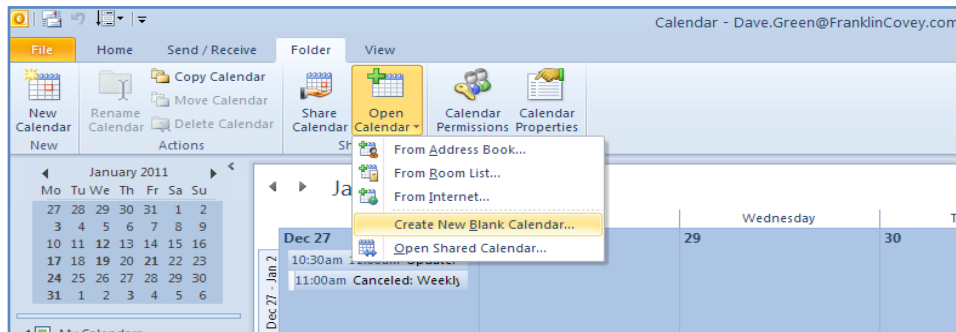 Calendar - Dave.Green@FranklinCovey.com
File Home Send / Receive Folder View
New Calendar
Rename Calendar
Copy Calendar
Move Calendar
Delete Calendar
Share Calendar
Open Calendar
Calendar Permissions
Calendar Properties
New Actions
From Address Book...
From Room List...
From Internet...
Create New Blank Calendar...
Open Shared Calendar...
January 2011
Mo Tu We Th Fr Sa Su
27 28 29 30 31 1 2
3 4 5 6 7 8 9
10 11 12 13 14 15 16
17 18 19 20 21 22 23
24 25 26 27 28 29 30
31 1 2 3 4 5 6
Wednesday
Dec 27 29 30
10:30am
11:00am Canceled: Weekly
Dec 27 - Jan 2